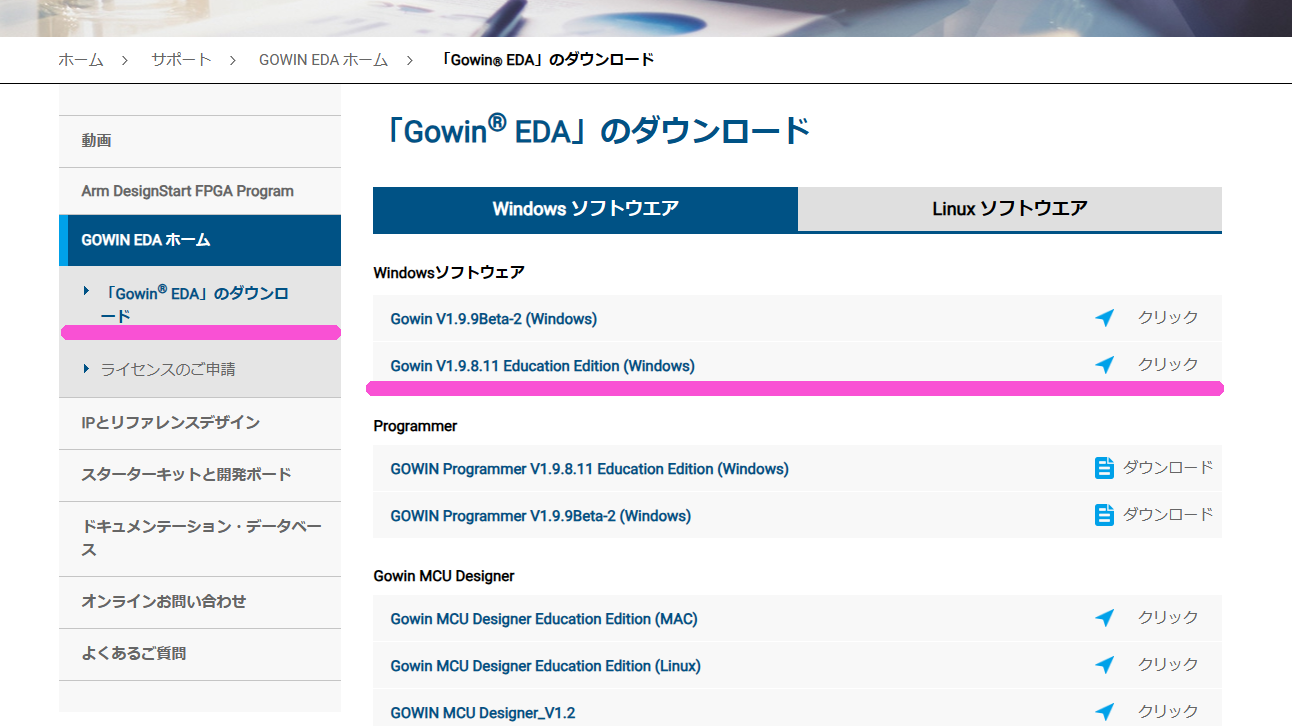 ホーム > サポート > GOWIN EDA ホーム > 「Gowin® EDA」のダウンロード
動画
Arm DesignStart FPGA Program
GOWIN EDA ホーム
「Gowin® EDA」のダウンロ
ード
ライセンスのご申請
IPとリファレンスデザイン
スターターキットと開発ボード
ドキュメンテーション・データベー
ス
オンラインお問い合わせ
よくあるご質問
「Gowin® EDA」のダウンロード
Windows ソフトウエア Linux ソフトウエア
Windowsソフトウェア
Gowin V1.9.9Beta-2 (Windows) クリック
Gowin V1.9.8.11 Education Edition (Windows) クリック
Programmer
GOWIN Programmer V1.9.8.11 Education Edition (Windows) ダウンロード
GOWIN Programmer V1.9.9Beta-2 (Windows) ダウンロード
Gowin MCU Designer
Gowin MCU Designer Education Edition (MAC) クリック
Gowin MCU Designer Education Edition (Linux) クリック
GOWIN MCU Designer_V1.2 クリック